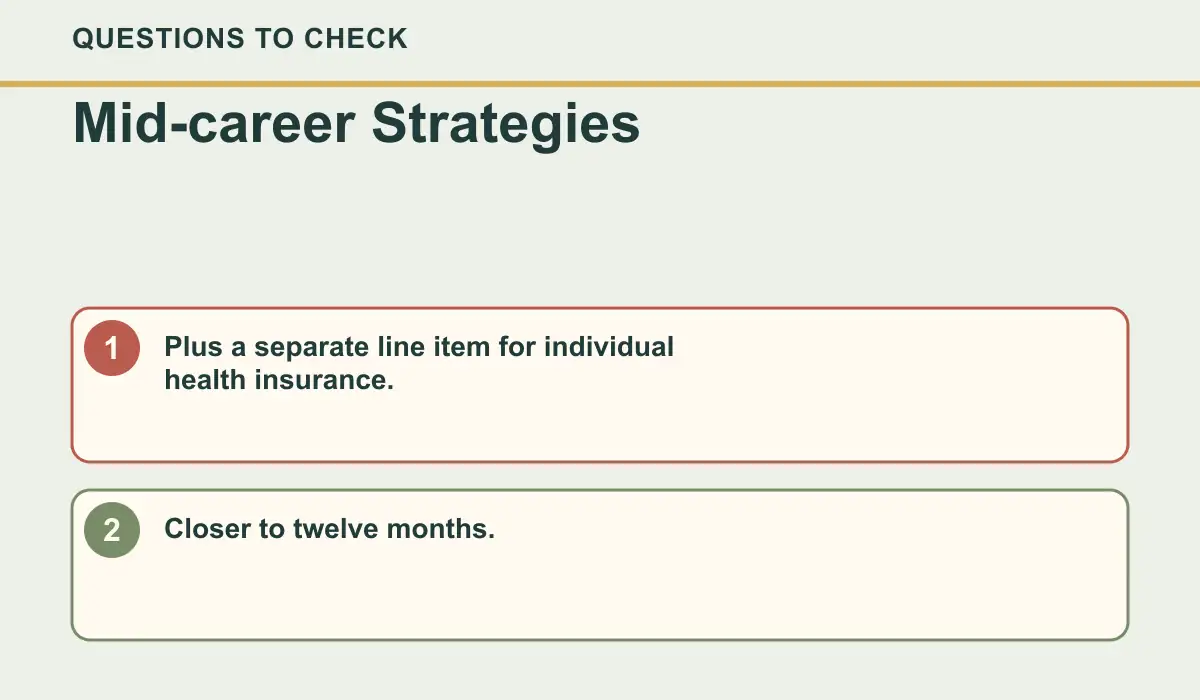 QUESTIONS TO CHECK
Mid-career Strategies
1
Plus a separate line item for individual
health insurance.
2
Closer to twelve months.